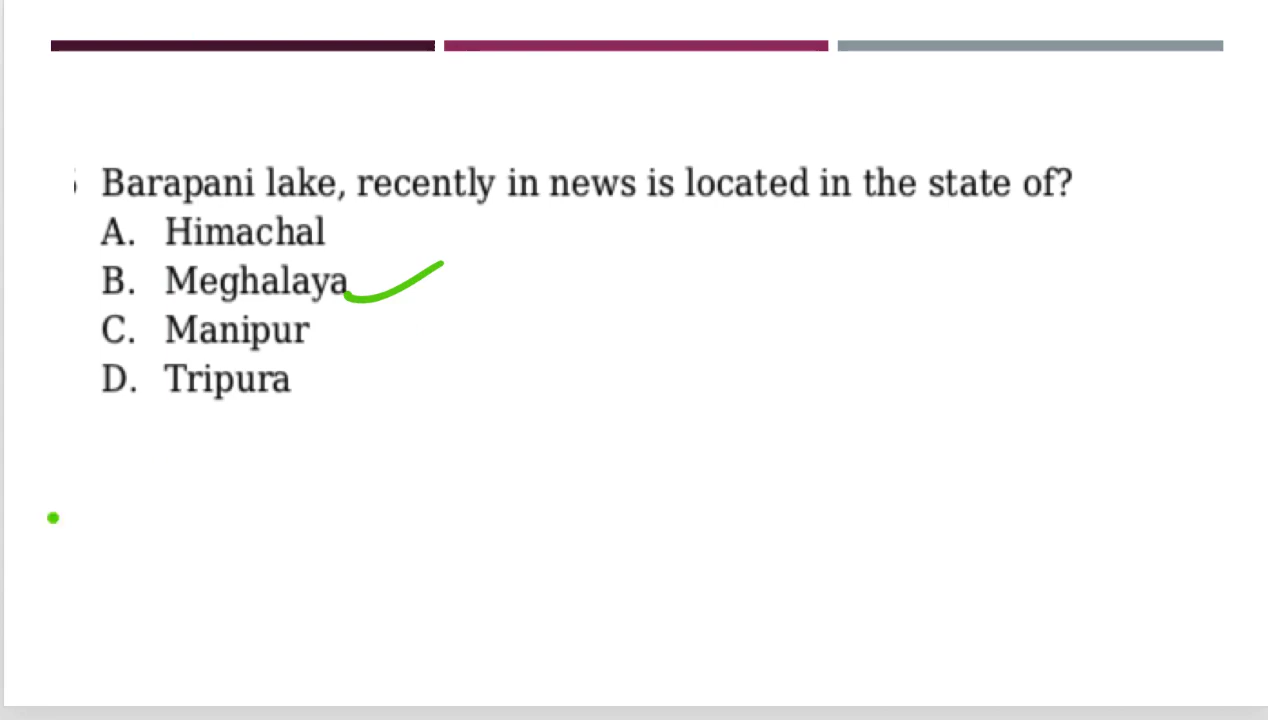 Barapani lake, recently in news is located in the state of?
A. Himachal
B. Meghalaya
C. Manipur
D. Tripura